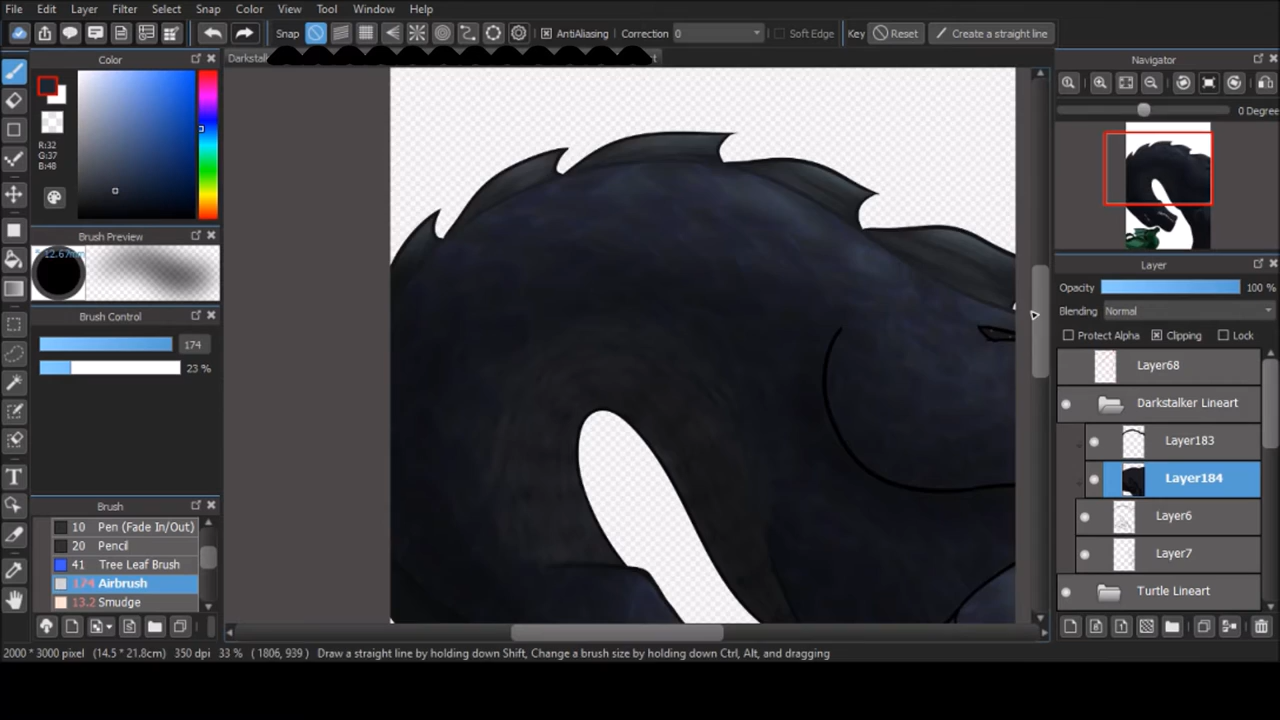 File Edit Layer Filter Select Snap Color View Tool Window Help
Snap AntiAliasing Correction 0 Soft Edge Key Reset Create a straight line
Color
R:32
G:37
B:48
Brush Preview
Brush Control
174
23 %
Brush
10 Pen (Fade In/Out)
20 Pencil
41 Tree Leaf Brush
174 Airbrush
13.2 Smudge
Navigator
0 Degree
Layer
Opacity 100 %
Blending Normal
Protect Alpha Clipping Lock
Layer68
Darkstalker Lineart
Layer183
Layer184
Layer6
Layer7
Turtle Lineart
2000 * 3000 pixel (14.5 * 21.8cm) 350 dpi 33 % ( 1806, 939 ) Draw a straight line by holding down Shift, Change a brush size by holding down Ctrl, Alt, and dragging